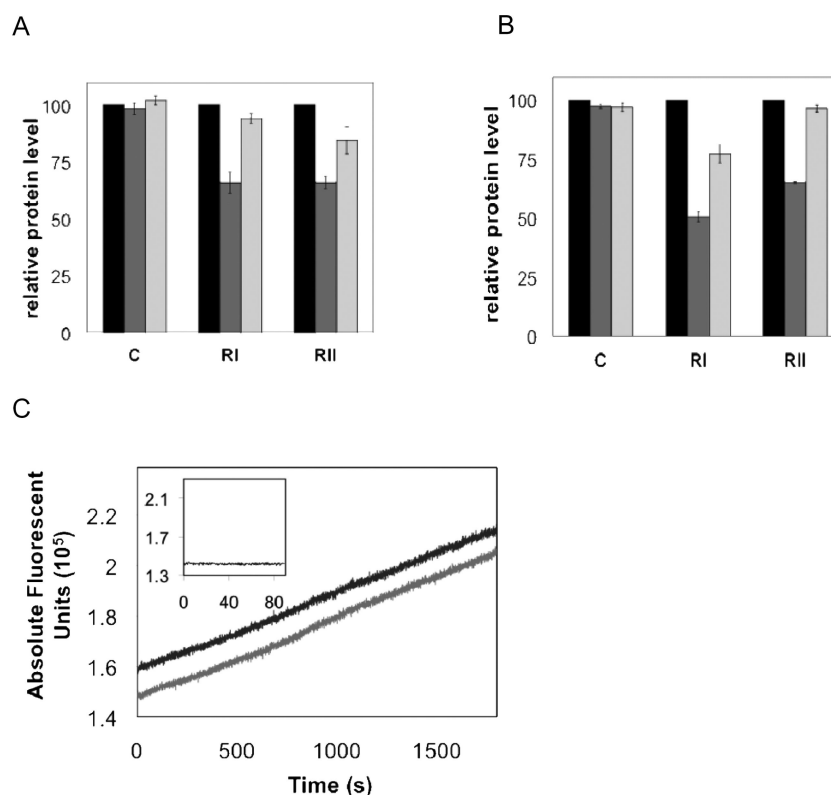 A
relative protein level
100
75
50
25
0
C RI RII
B
relative protein level
100
75
50
25
0
C RI RII
C
Absolute Fluorescent
Units (10⁵)
2.2
2
1.8
1.6
1.4
2.1
1.7
1.3
0 40 80
0 500 1000 1500
Time (s)